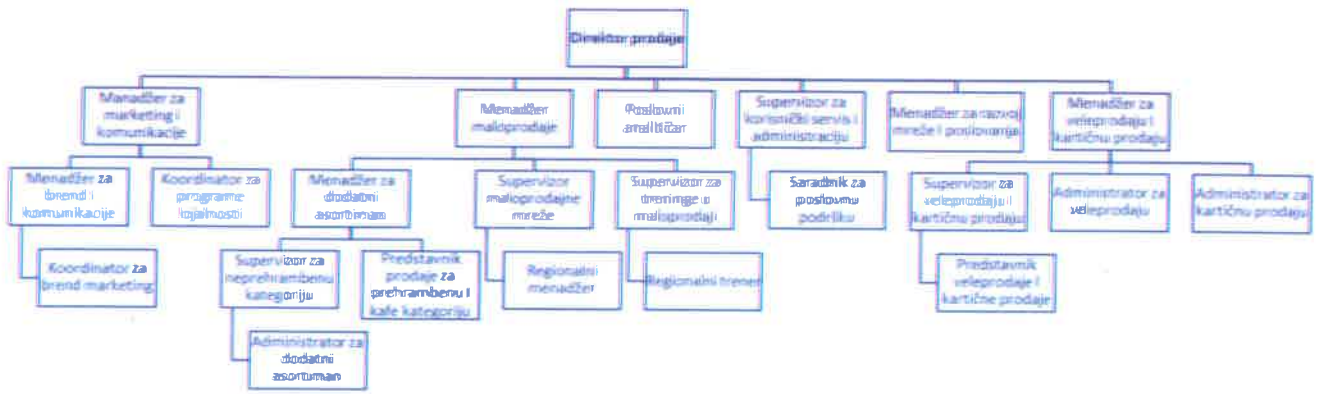 Direktor prodaje
Manadžer za
marketing i
komunikacije
Menadžer
maloprodaje
Poslovni
analitičar
Supervizor za
korisnički servis i
administraciju
Menadžer za razvoj
mreže i poslovanja
Menadžer za
veleprodaju i
kartičnu prodaju
Menadžer za
brend i
komunikacije
Koordinator za
programe
lojalnosti
Menadžer za
dodatni
asortiman
Supervizor
maloprodajne
mreže
Supervizor za
treninge u
maloprodaji
Saradnik za
poslovnu
podršku
Supervizor za
veleprodaju i
kartičnu prodaju
Administrator za
veleprodaju
Administrator za
kartičnu prodaju
Koordinator za
brend marketing
Supervizor za
neprehrambenu
kategoriju
Predstavnik
prodaje za
prehrambenu i
kafe kategoriju
Regionalni
menadžer
Regionalni trener
Predstavnik
veleprodaje i
kartične prodaje
Administrator za
dodatni
asortiman